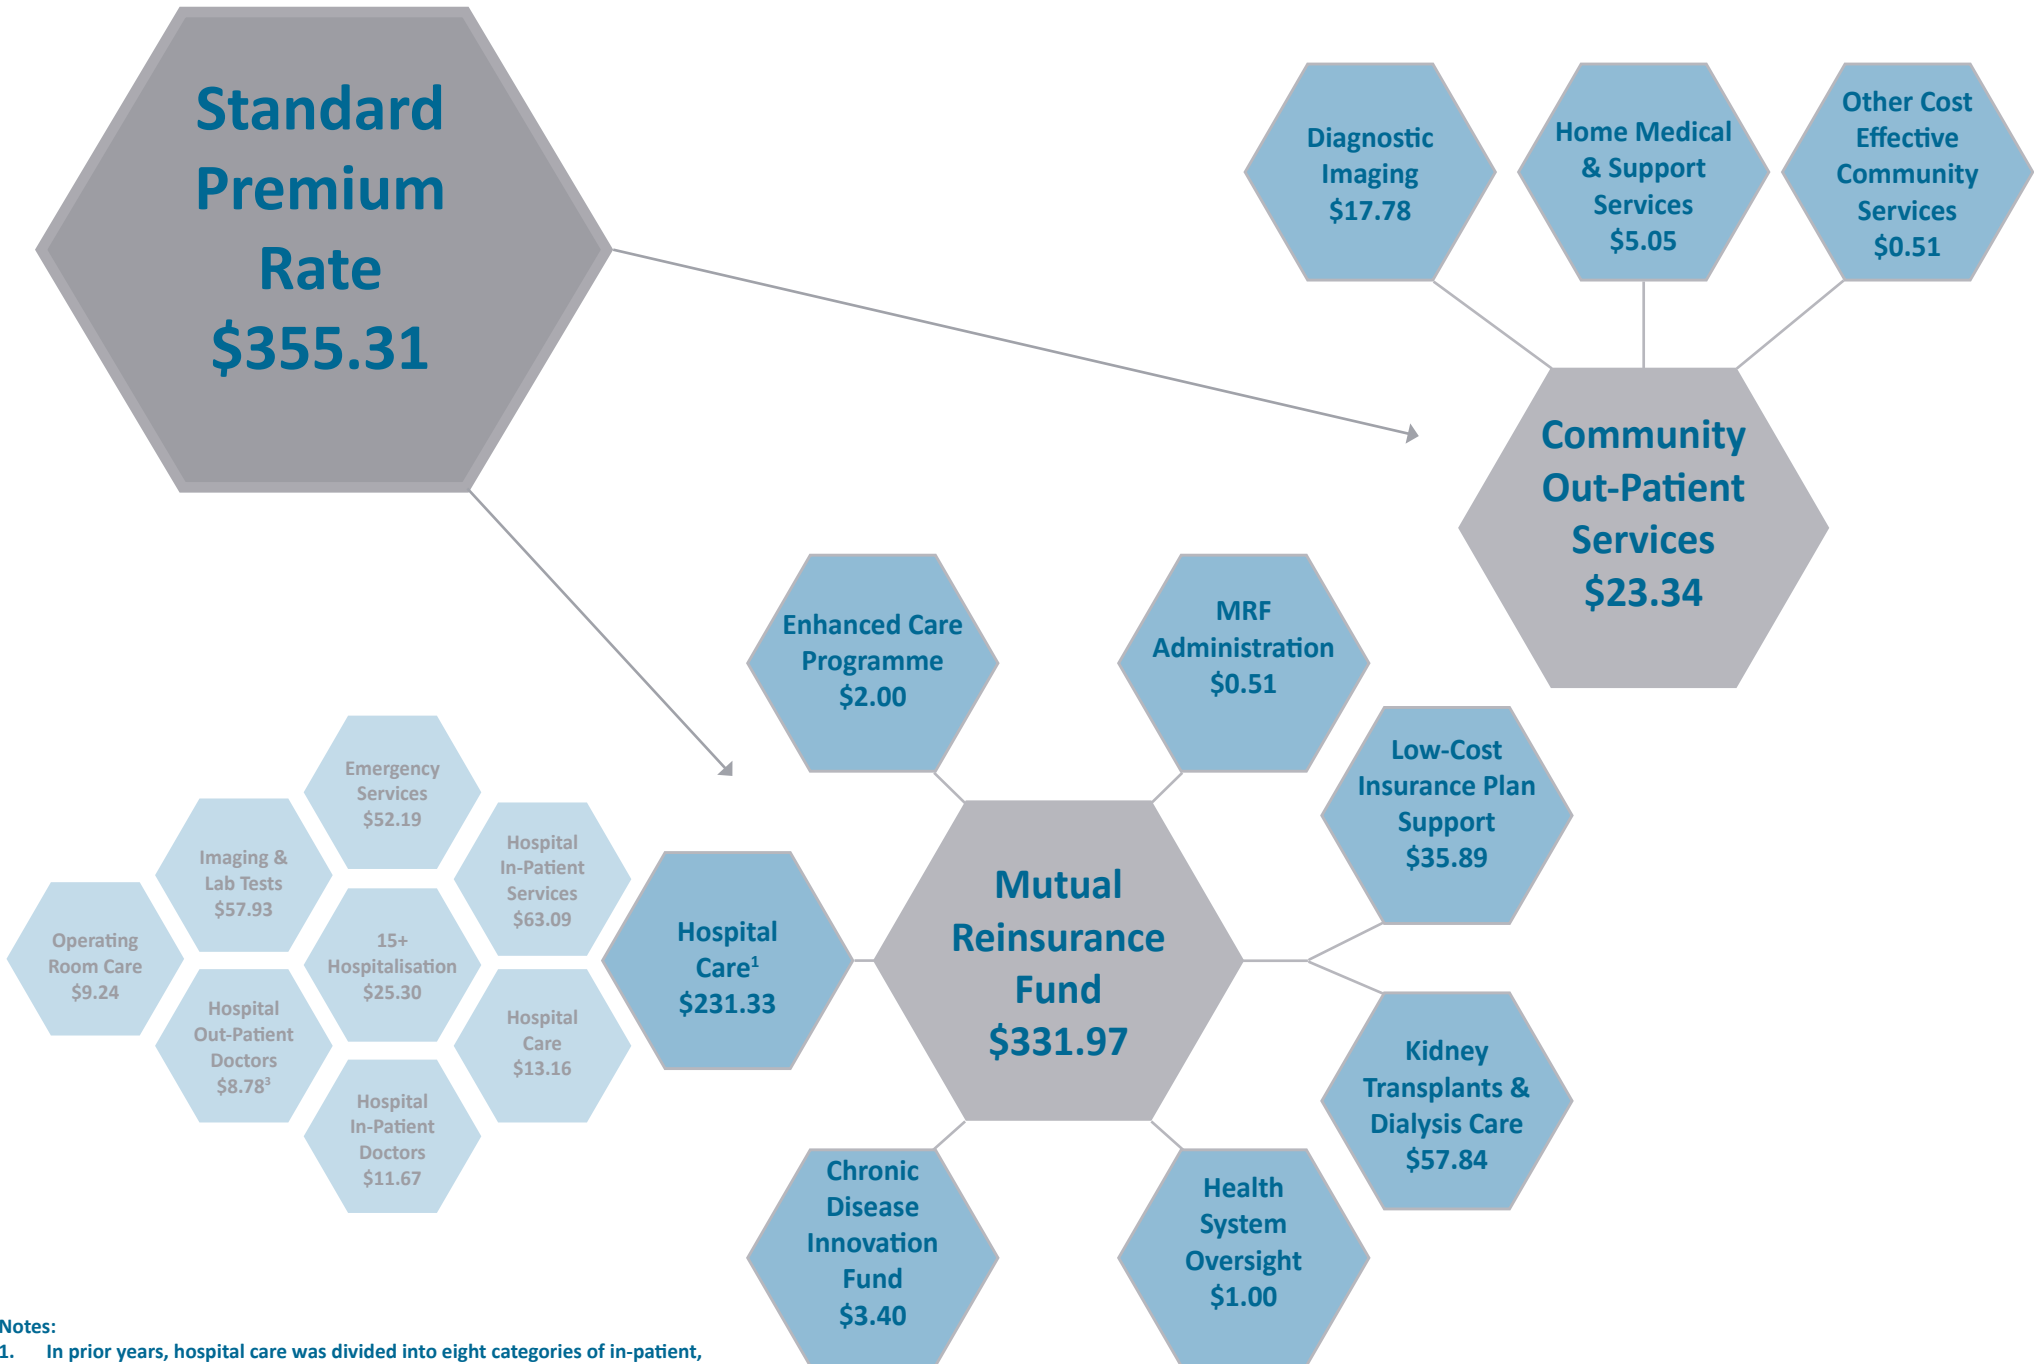 Standard
Premium
Rate
$355.31
Diagnostic
Imaging
$17.78
Home Medical
& Support
Services
$5.05
Other Cost
Effective
Community
Services
$0.51
Community
Out-Patient
Services
$23.34
Enhanced Care
Programme
$2.00
MRF
Administration
$0.51
Low-Cost
Insurance Plan
Support
$35.89
Emergency
Services
$52.19
Imaging &
Lab Tests
$57.93
Hospital
In-Patient
Services
$63.09
Operating
Room Care
$9.24
15+
Hospitalisation
$25.30
Hospital
Out-Patient
Doctors
$8.78³
Hospital
Care
$13.16
Hospital
In-Patient
Doctors
$11.67
Hospital
Care¹
$231.33
Mutual
Reinsurance
Fund
$331.97
Kidney
Transplants &
Dialysis Care
$57.84
Chronic
Disease
Innovation
Fund
$3.40
Health
System
Oversight
$1.00
Notes:
1. In prior years, hospital care was divided into eight categories of in-patient,